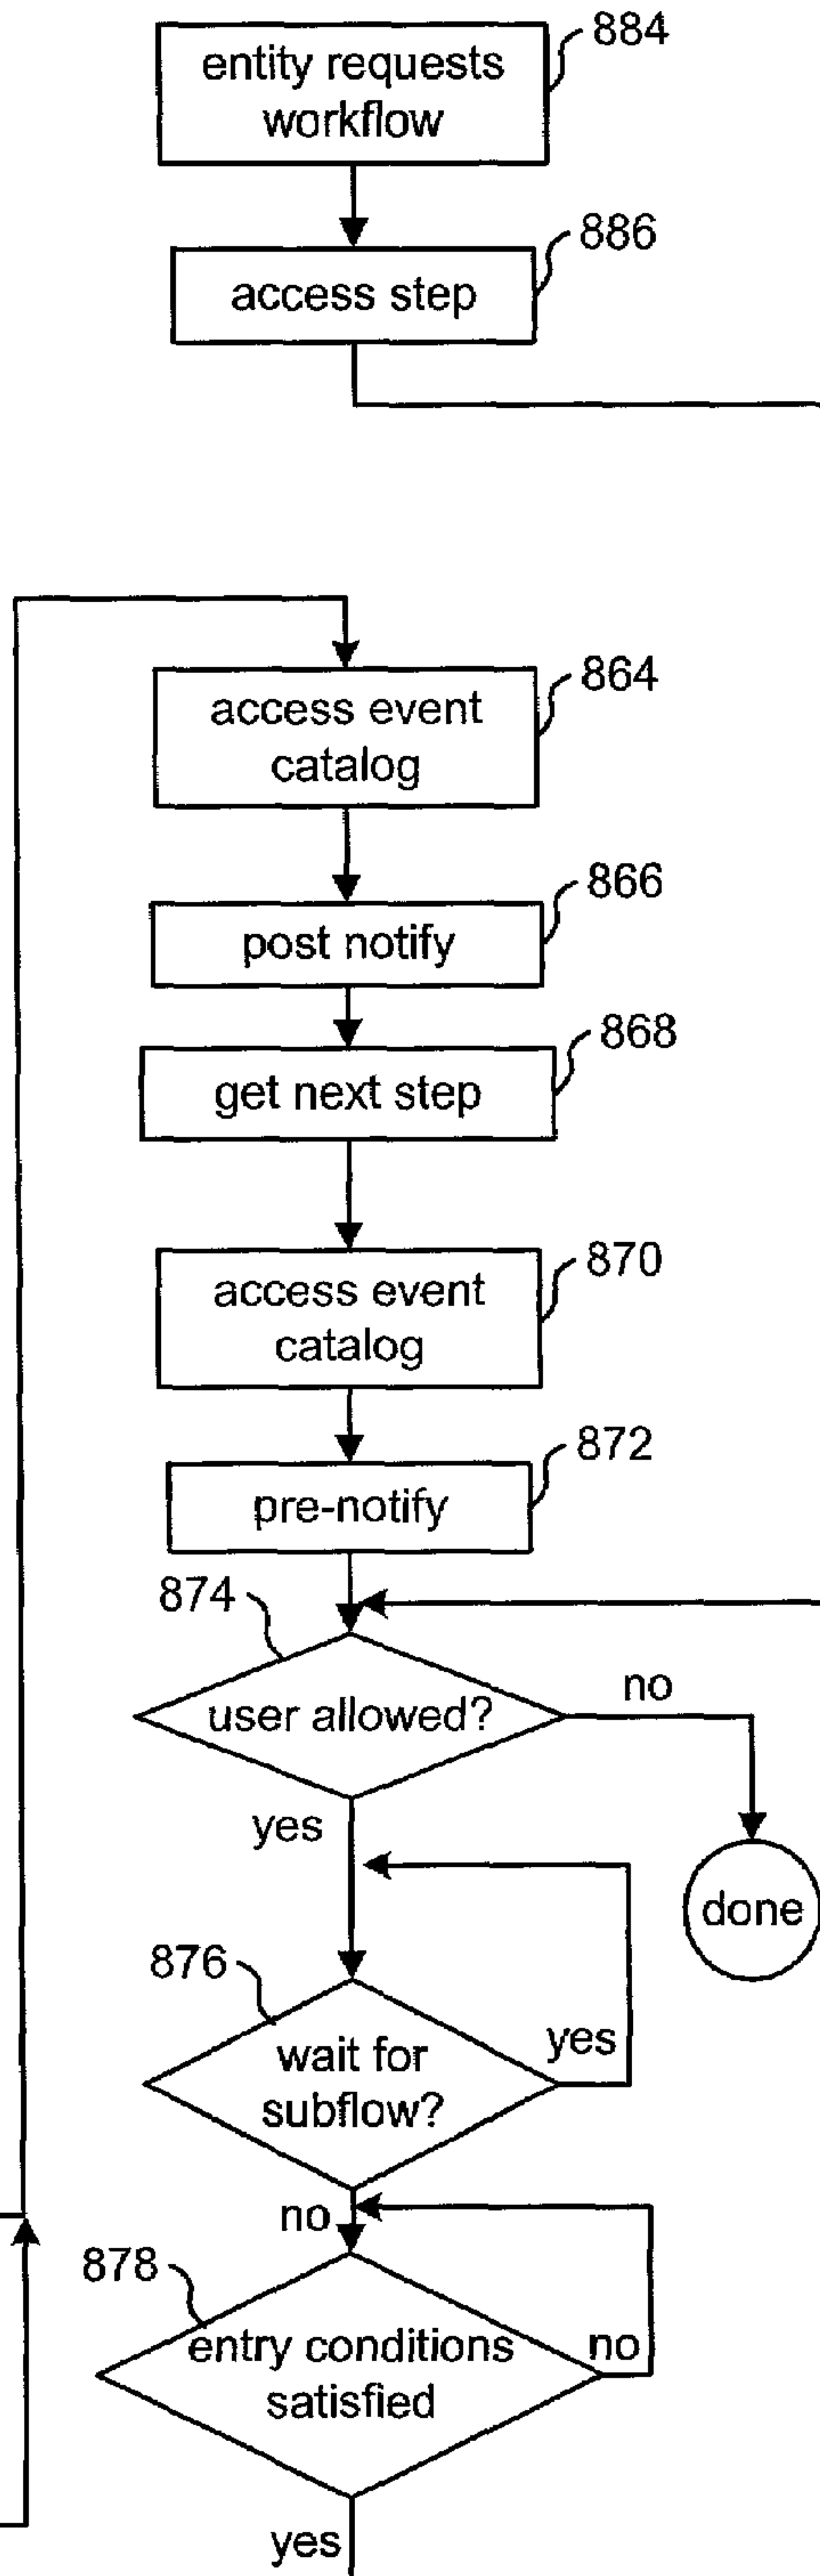 884
entity requests
workflow
886
access step
864
access event
catalog
866
post notify
868
get next step
870
access event
catalog
872
pre-notify
874
user allowed?
no
yes
done
876
wait for
subflow?
yes
no
878
entry conditions
satisfied
no
yes